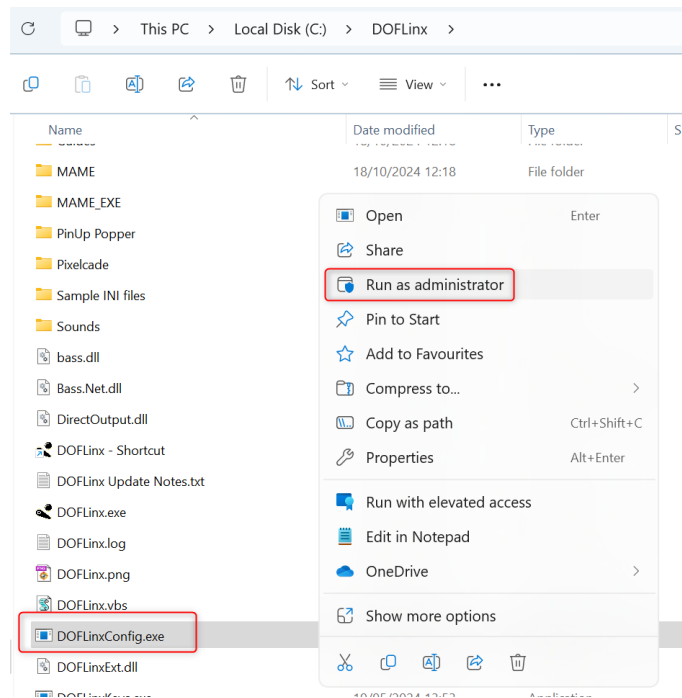 This PC > Local Disk (C:) > DOFLinx >
Sort View ...
Name Date modified Type
MAME 18/10/2024 12:18 File folder
MAME_EXE
PinUp Popper
Pixelcade
Sample INI files
Sounds
bass.dll
Bass.Net.dll
DirectOutput.dll
DOFLinx - Shortcut
DOFLinx Update Notes.txt
DOFLinx.exe
DOFLinx.log
DOFLinx.png
DOFLinx.vbs
DOFLinxConfig.exe
DOFLinxExt.dll
Open Enter
Share
Run as administrator
Pin to Start
Add to Favourites
Compress to...
Copy as path Ctrl+Shift+C
Properties Alt+Enter
Run with elevated access
Edit in Notepad
OneDrive
Show more options